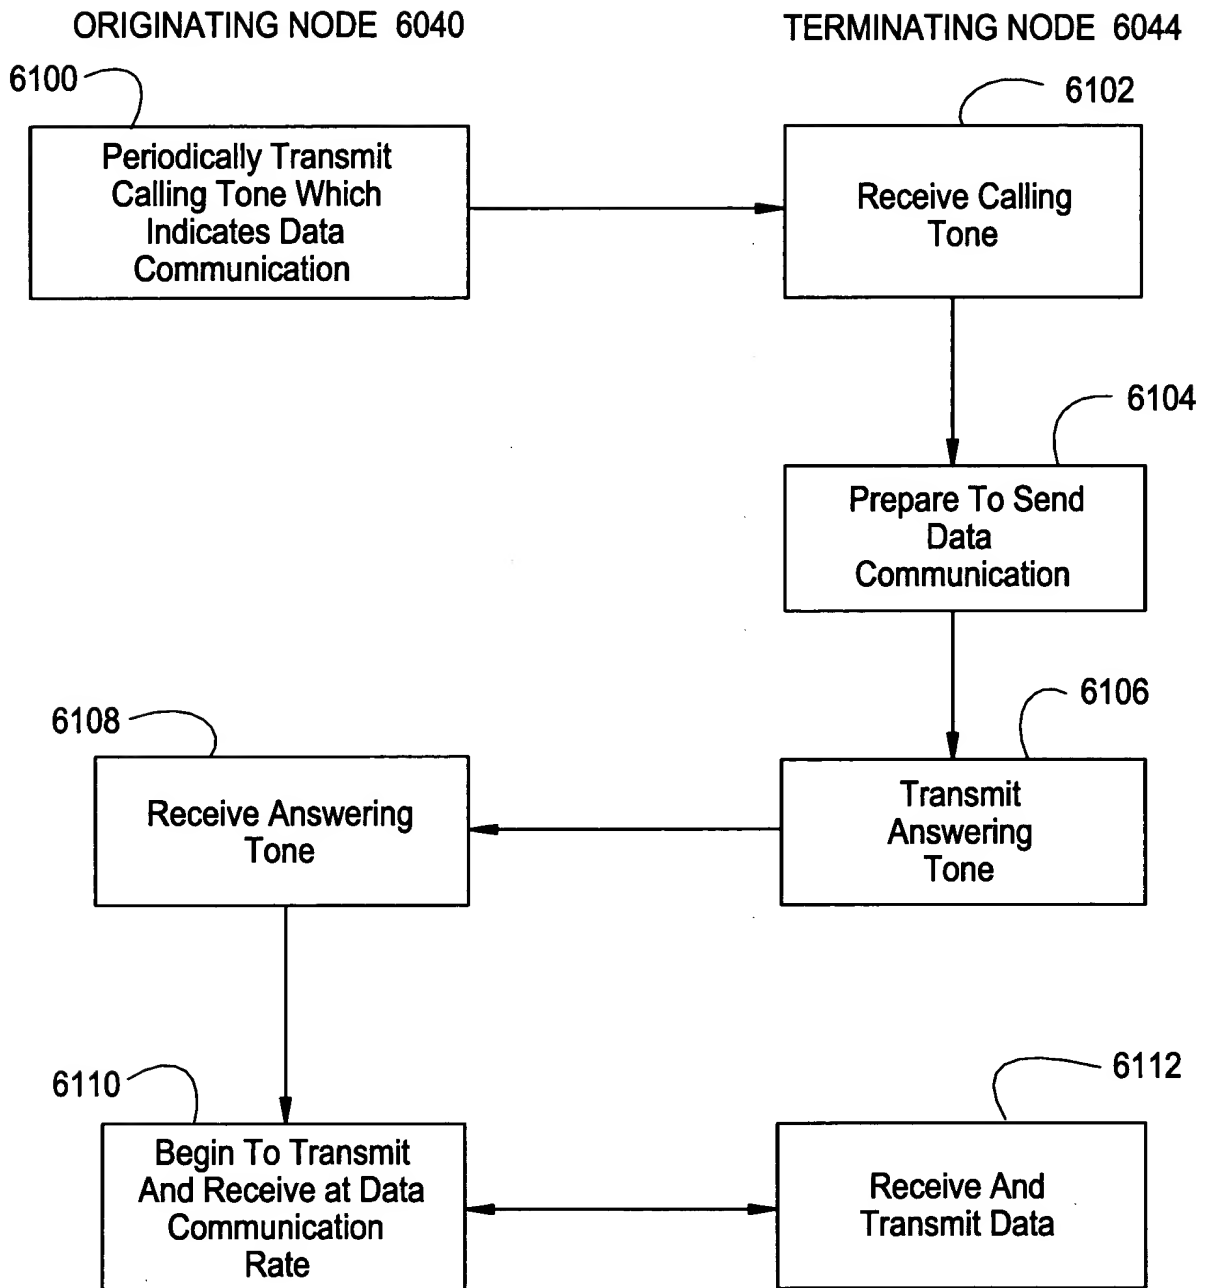 ORIGINATING NODE 6040
TERMINATING NODE 6044
6100
6102
Periodically Transmit
Calling Tone Which
Indicates Data
Communication
Receive Calling
Tone
6104
Prepare To Send
Data
Communication
6106
6108
Transmit
Answering
Tone
Receive Answering
Tone
6110
6112
Begin To Transmit
And Receive at Data
Communication
Rate
Receive And
Transmit Data